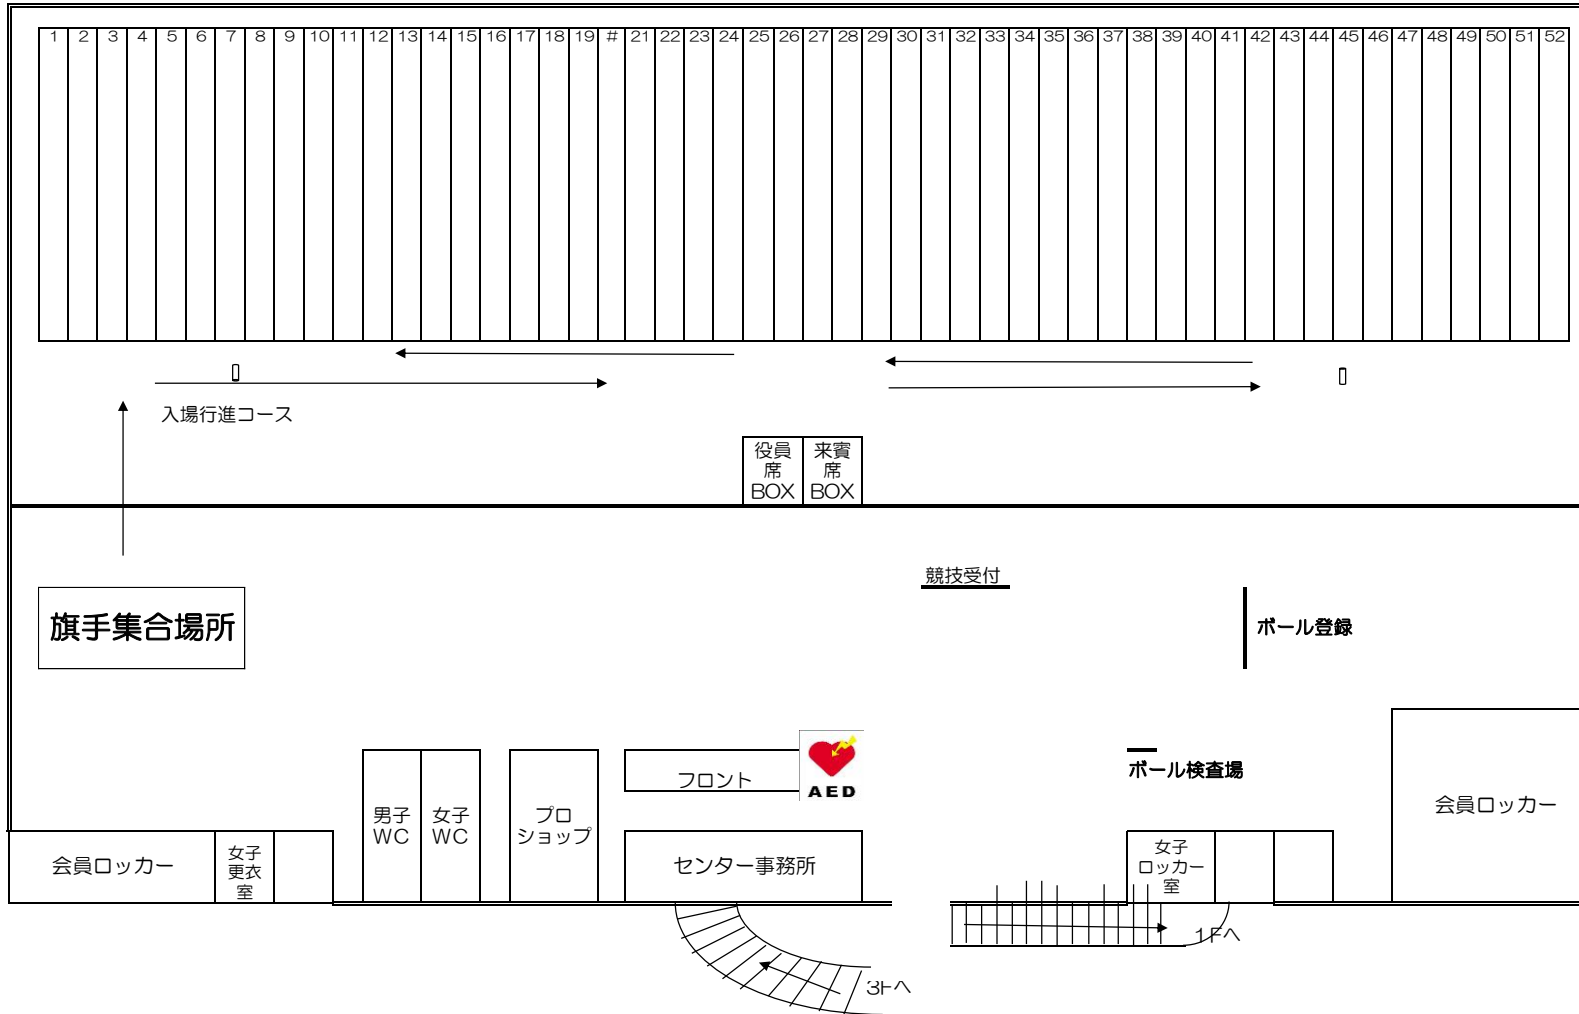 1 2 3 4 5 6 7 8 9 10 11 12 13 14 15 16 17 18 19 # 21 22 23 24 25 26 27 28 29 30 31 32 33 34 35 36 37 38 39 40 41 42 43 44 45 46 47 48 49 50 51 52
入場行進コース
役員
席
BOX
来賓
席
BOX
競技受付
旗手集合場所
ボール登録
フロント
AED
ボール検査場
男子
WC
女子
WC
プロ
ショップ
会員ロッカー
会員ロッカー
女子
更衣
室
センター事務所
女子
ロッカー
室
1Fへ
3Fへ